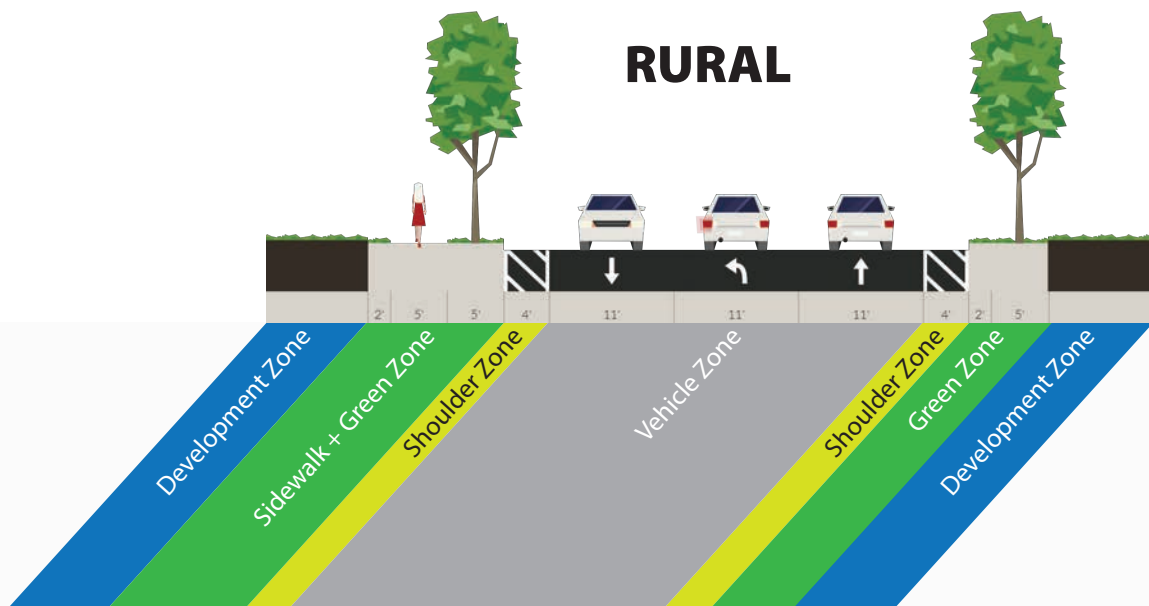 RURAL
2' 5' 5' 4' 11' 11' 11' 4' 2' 5'
Development Zone
Sidewalk + Green Zone
Shoulder Zone
Vehicle Zone
Shoulder Zone
Green Zone
Development Zone